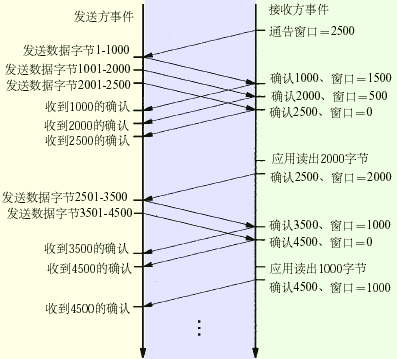 发送方事件
接收方事件
通告窗口＝2500
发送数据字节1-1000
发送数据字节1001-2000
发送数据字节2001-2500
确认1000、窗口＝1500
确认2000、窗口＝500
确认2500、窗口＝0
收到1000的确认
收到2000的确认
收到2500的确认
应用读出2000字节
确认2500、窗口＝2000
发送数据字节2501-3500
发送数据字节3501-4500
确认3500、窗口＝1000
确认4500、窗口＝0
收到3500的确认
收到4500的确认
应用读出1000字节
确认4500、窗口＝1000
收到4500的确认